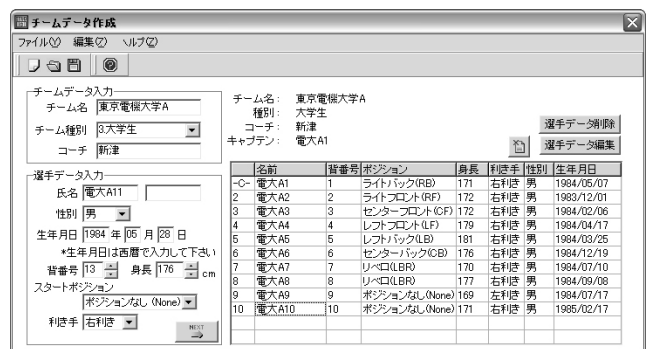 チームデータ作成
ファイル(Y) 編集(Z) ヘルプ(Z)
チームデータ入力
チーム名 東京電機大学A
チーム種別 3.大学生
コーチ 新津
選手データ入力
氏名 電大A11
性別 男
生年月日 1984 年 05 月 28 日
*生年月日は西暦で入力して下さい
背番号 13 身長 176 cm
スタートポジション
ポジションなし (None)
利き手 右利き
NEXT
チーム名: 東京電機大学A
種別: 大学生
コーチ: 新津
キャプテン: 電大A1
選手データ削除
選手データ編集
名前 背番号 ポジション 身長 利き手 性別 生年月日
-C- 電大A1 1 ライトバック(RB) 171 右利き 男 1984/05/07
2 電大A2 2 ライトフロント(RF) 172 右利き 男 1983/12/01
3 電大A3 3 センターフロント(CF) 172 右利き 男 1984/02/06
4 電大A4 4 レフトフロント(LF) 179 右利き 男 1984/04/17
5 電大A5 5 レフトバック(LB) 181 右利き 男 1984/03/25
6 電大A6 6 センターバック(CB) 176 右利き 男 1984/12/19
7 電大A7 7 リベロ(LBR) 170 右利き 男 1984/10/10
8 電大A8 8 リベロ(LBR) 177 右利き 男 1984/09/08
9 電大A9 9 ポジションなし(None) 169 左利き 男 1984/07/17
10 電大A10 10 ポジションなし(None) 171 右利き 男 1985/02/17